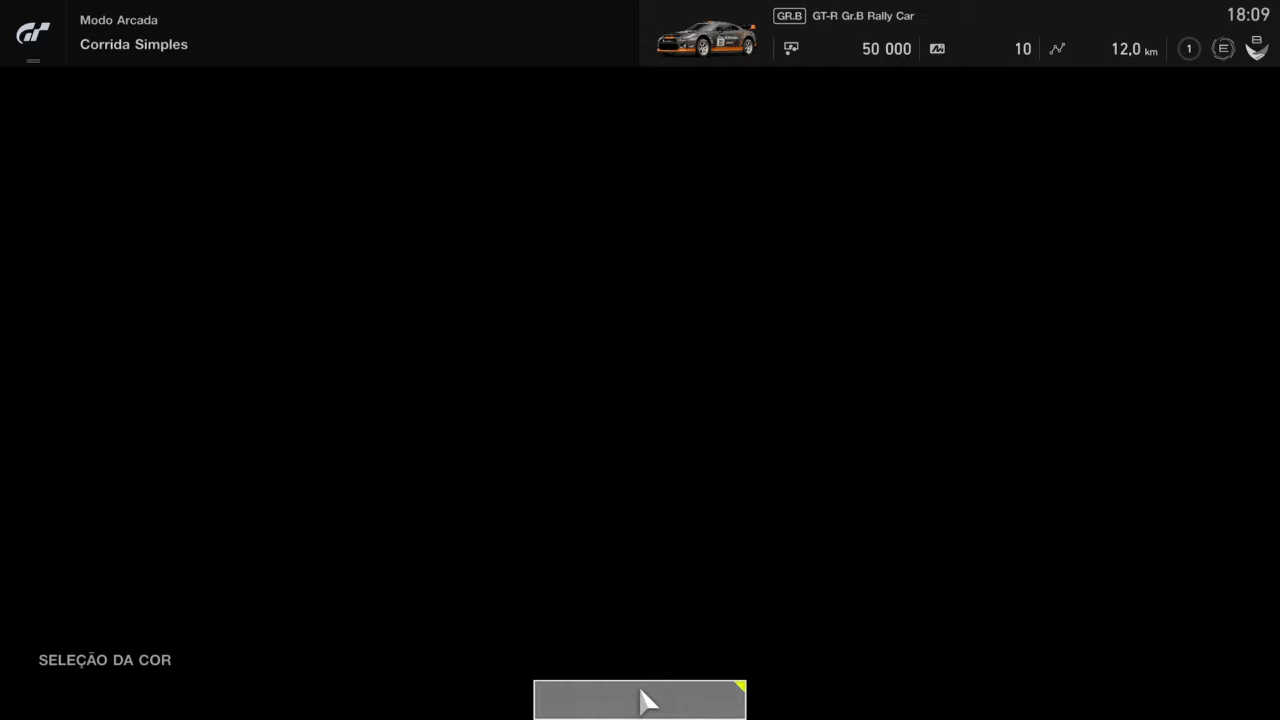 Modo Arcada
Corrida Simples
GR.B GT-R Gr.B Rally Car
18:09
50 000
10
12,0 km
1
E
B
SELEÇÃO DA COR